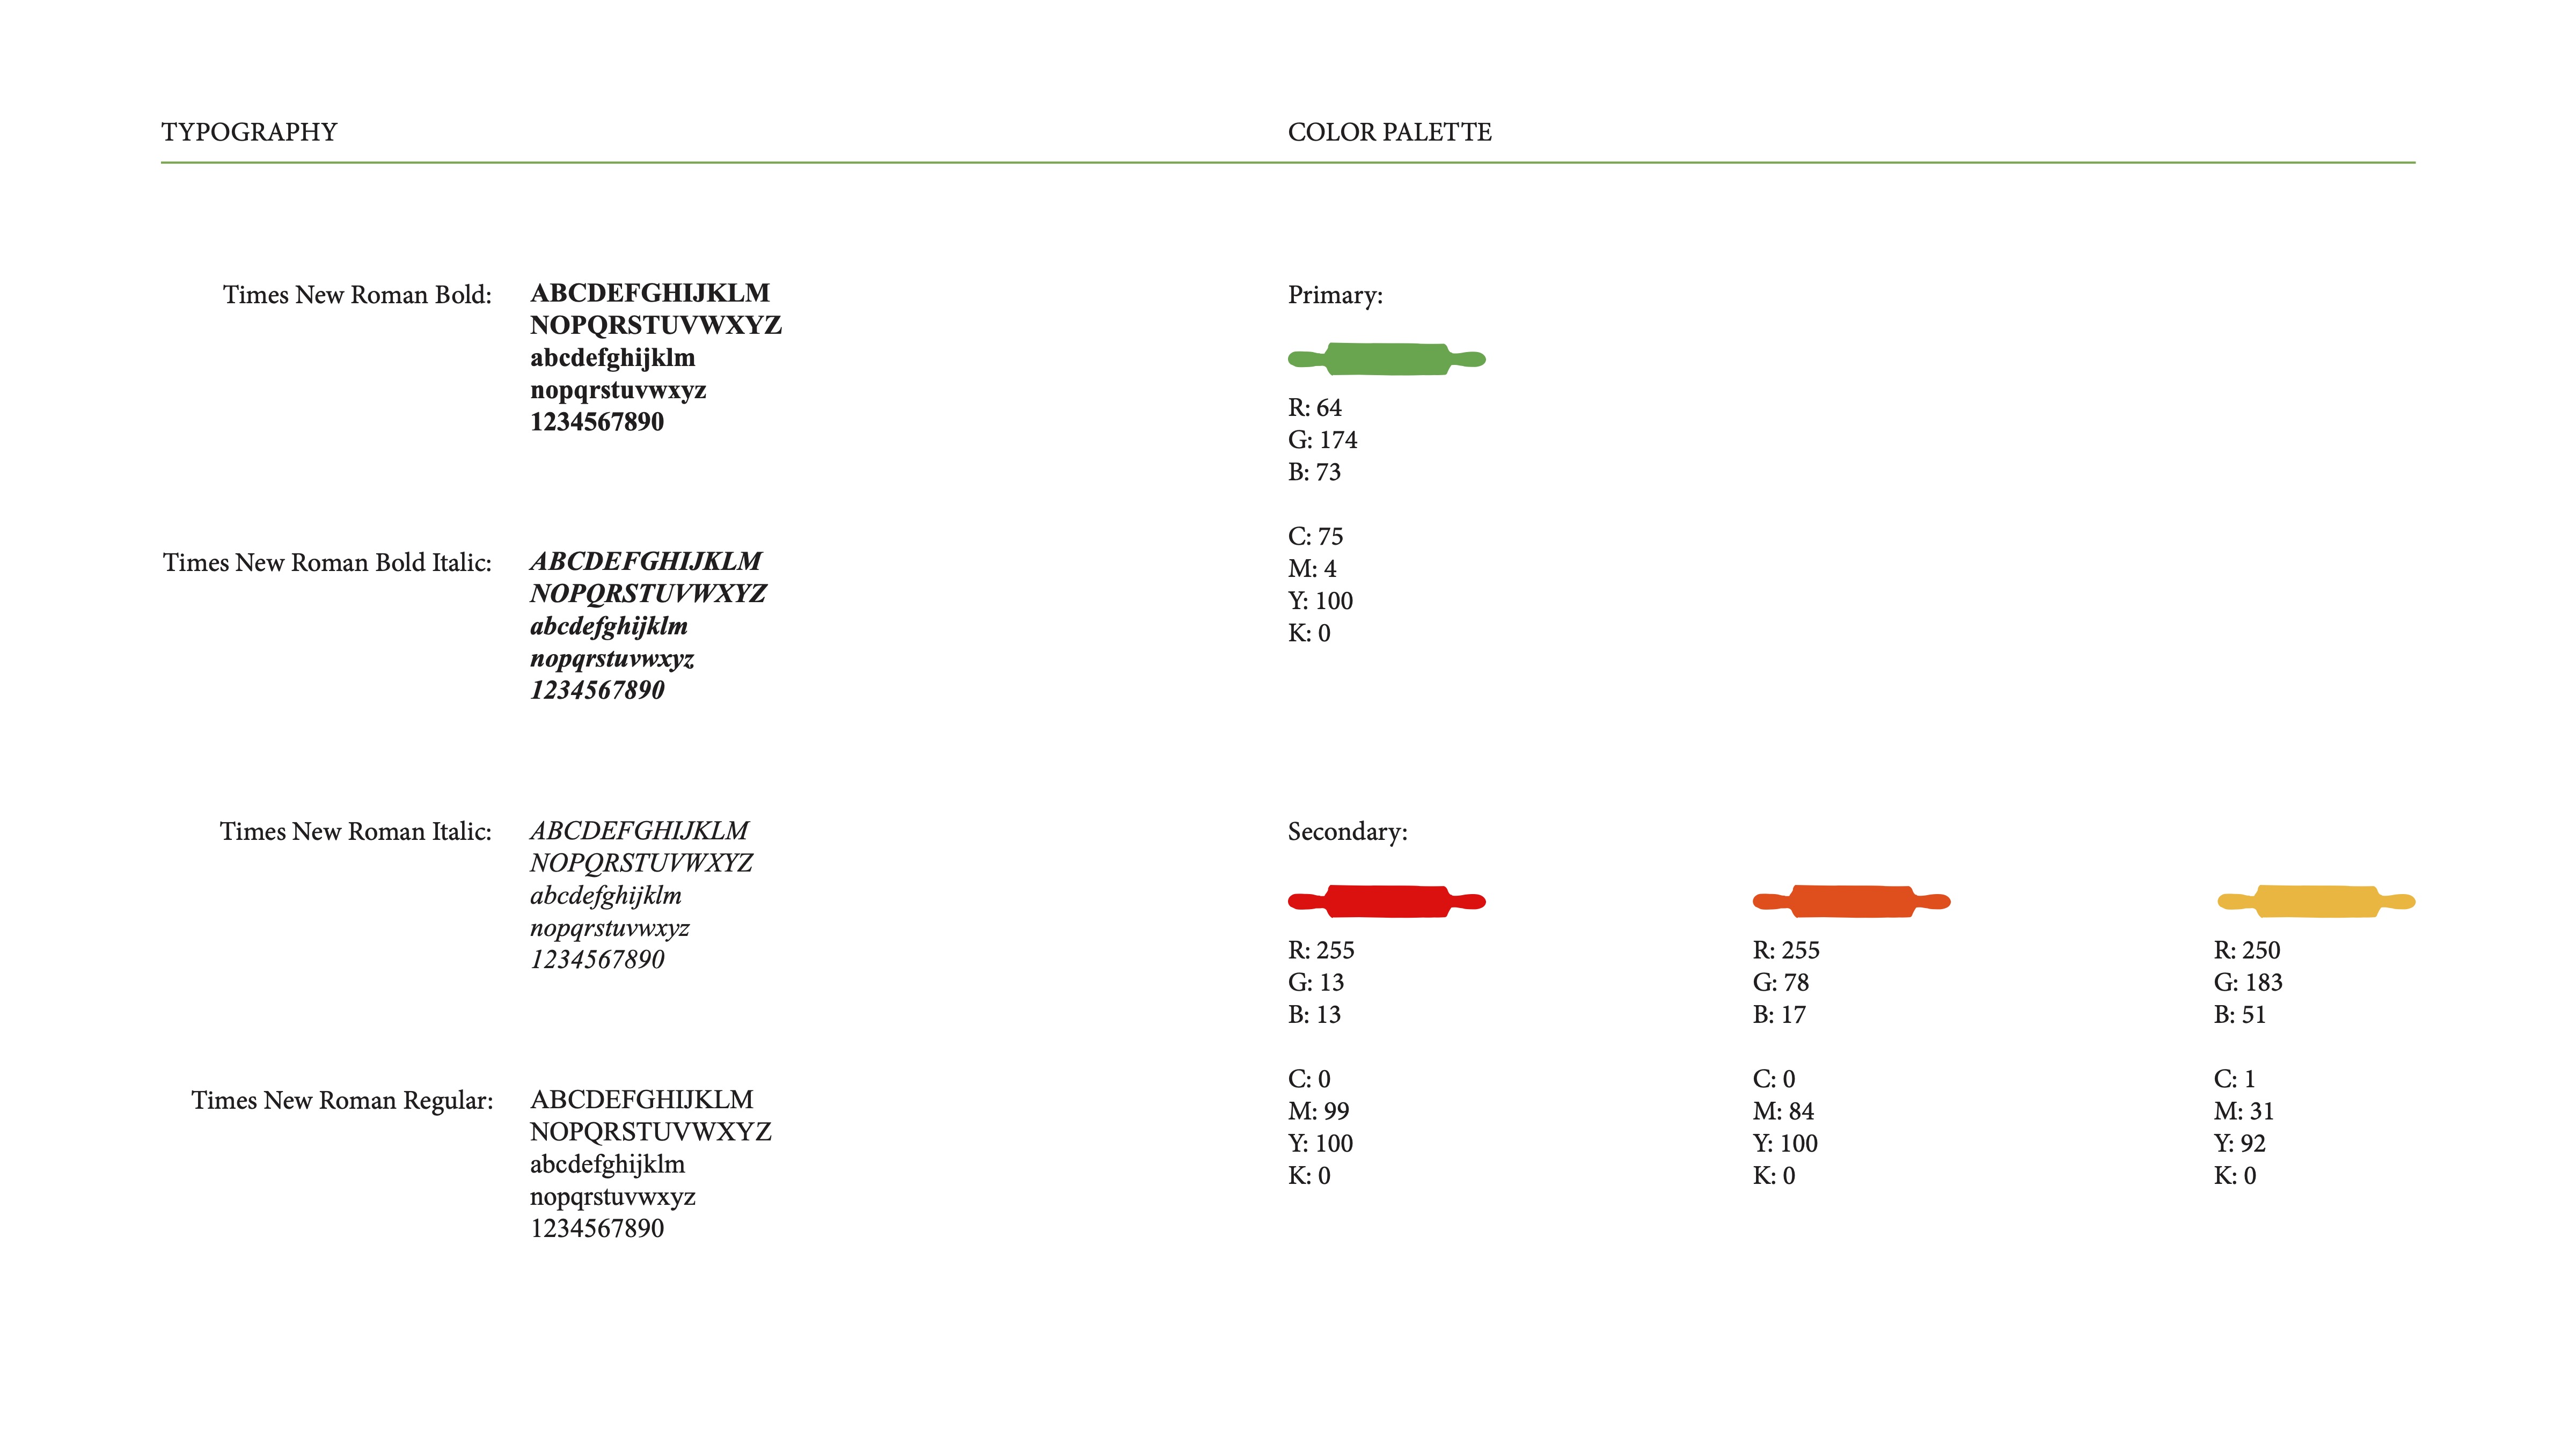 TYPOGRAPHY
COLOR PALETTE
Times New Roman Bold:
ABCDEFGHIJKLM
NOPQRSTUVWXYZ
abcdefghijklm
nopqrstuvwxyz
1234567890
Times New Roman Bold Italic:
ABCDEFGHIJKLM
NOPQRSTUVWXYZ
abcdefghijklm
nopqrstuvwxyz
1234567890
Times New Roman Italic:
ABCDEFGHIJKLM
NOPQRSTUVWXYZ
abcdefghijklm
nopqrstuvwxyz
1234567890
Times New Roman Regular:
ABCDEFGHIJKLM
NOPQRSTUVWXYZ
abcdefghijklm
nopqrstuvwxyz
1234567890
Primary:
R: 64
G: 174
B: 73
C: 75
M: 4
Y: 100
K: 0
Secondary:
R: 255
G: 13
B: 13
C: 0
M: 99
Y: 100
K: 0
R: 255
G: 78
B: 17
C: 0
M: 84
Y: 100
K: 0
R: 250
G: 183
B: 51
C: 1
M: 31
Y: 92
K: 0